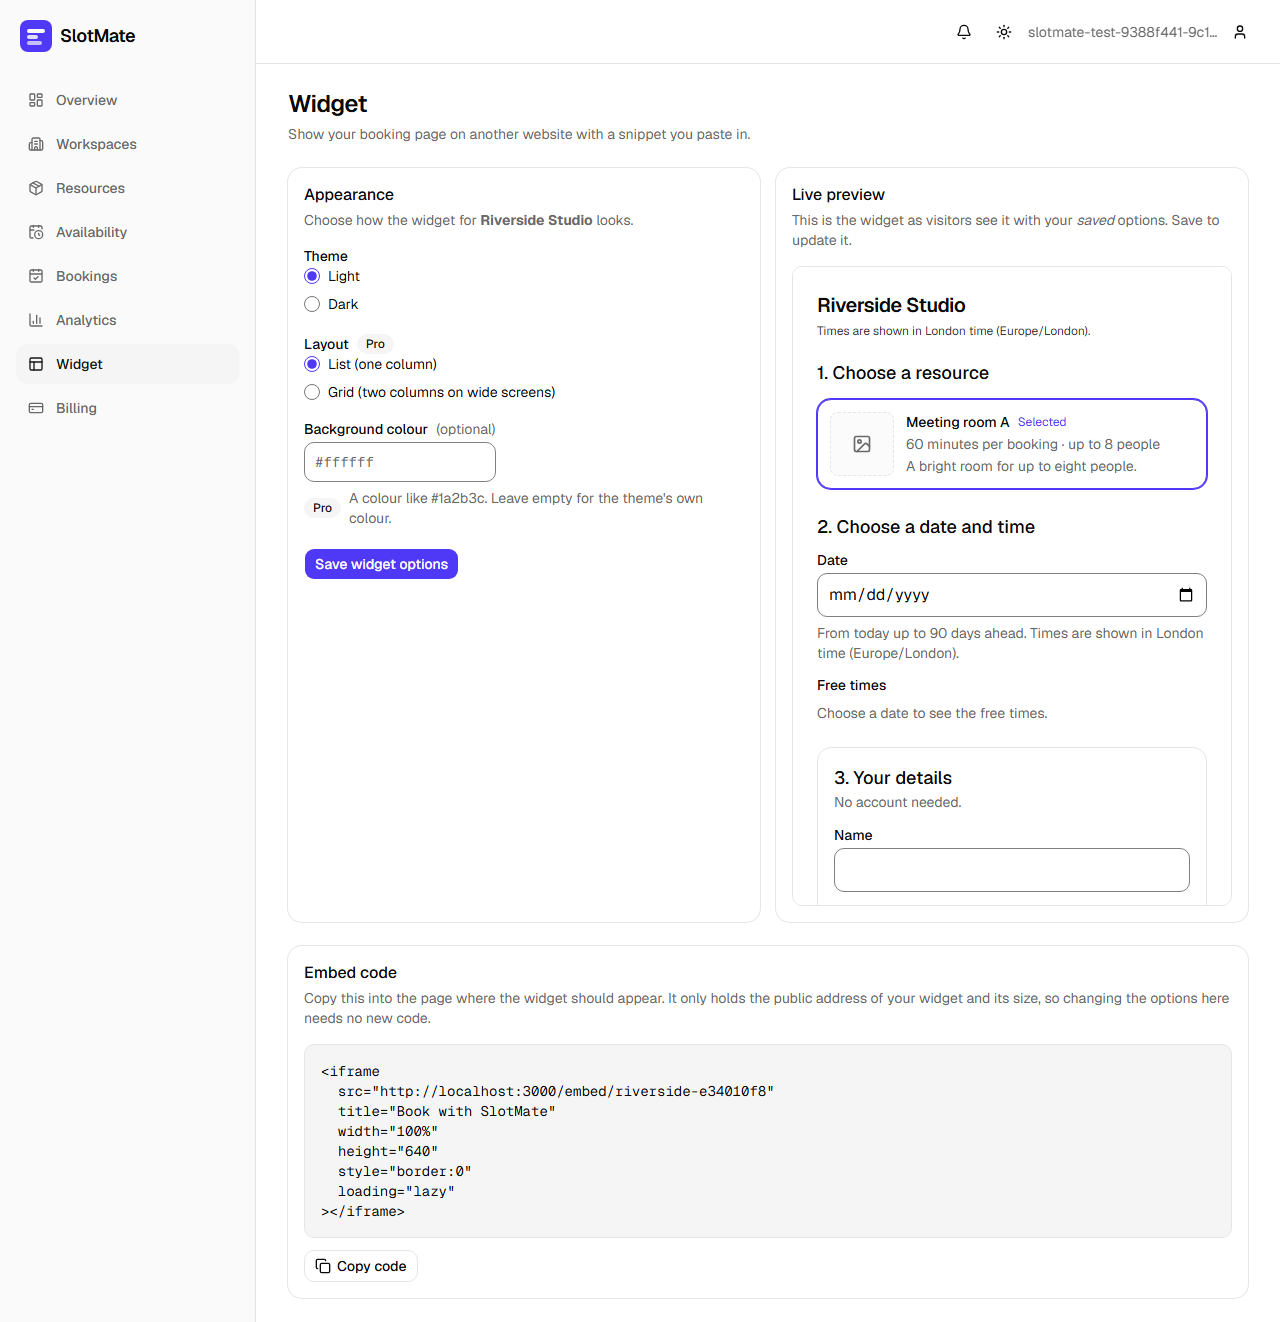 SlotMate
slotmate-test-9388f441-9c1…
Overview
Workspaces
Resources
Availability
Bookings
Analytics
Widget
Billing
Widget
Show your booking page on another website with a snippet you paste in.
Appearance
Choose how the widget for Riverside Studio looks.
Theme
Light
Dark
Layout Pro
List (one column)
Grid (two columns on wide screens)
Background colour (optional)
#ffffff
Pro
A colour like #1a2b3c. Leave empty for the theme's own
colour.
Save widget options
Live preview
This is the widget as visitors see it with your saved options. Save to
update it.
Riverside Studio
Times are shown in London time (Europe/London).
1. Choose a resource
Meeting room A Selected
60 minutes per booking · up to 8 people
A bright room for up to eight people.
2. Choose a date and time
Date
mm/dd/yyyy
From today up to 90 days ahead. Times are shown in London
time (Europe/London).
Free times
Choose a date to see the free times.
3. Your details
No account needed.
Name
Embed code
Copy this into the page where the widget should appear. It only holds the public address of your widget and its size, so changing the options here
needs no new code.
<iframe
  src="http://localhost:3000/embed/riverside-e34010f8"
  title="Book with SlotMate"
  width="100%"
  height="640"
  style="border:0"
  loading="lazy"
></iframe>
Copy code